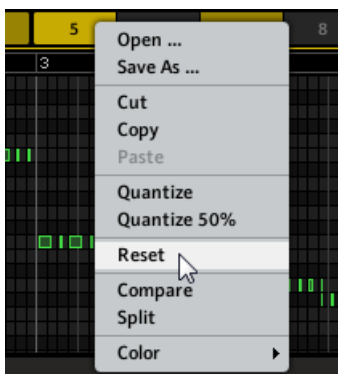 5
8
3
Open ...
Save As ...
Cut
Copy
Paste
Quantize
Quantize 50%
Reset
Compare
Split
Color